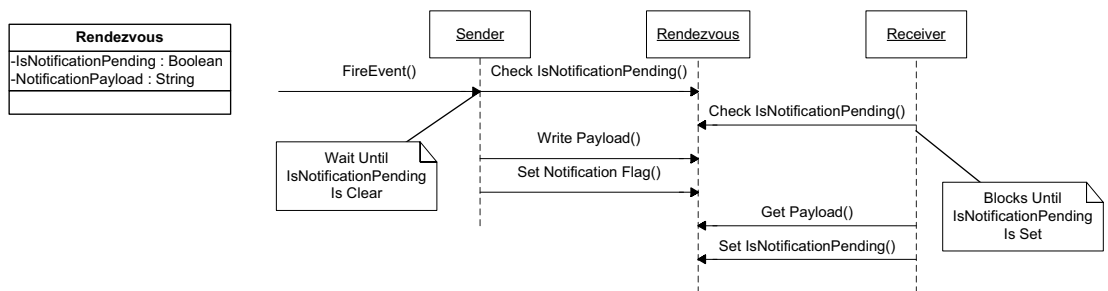 Rendezvous
-IsNotificationPending : Boolean
-NotificationPayload : String
Sender
Rendezvous
Receiver
FireEvent()
Check IsNotificationPending()
Check IsNotificationPending()
Wait Until
IsNotificationPending
Is Clear
Write Payload()
Set Notification Flag()
Blocks Until
IsNotificationPending
Is Set
Get Payload()
Set IsNotificationPending()